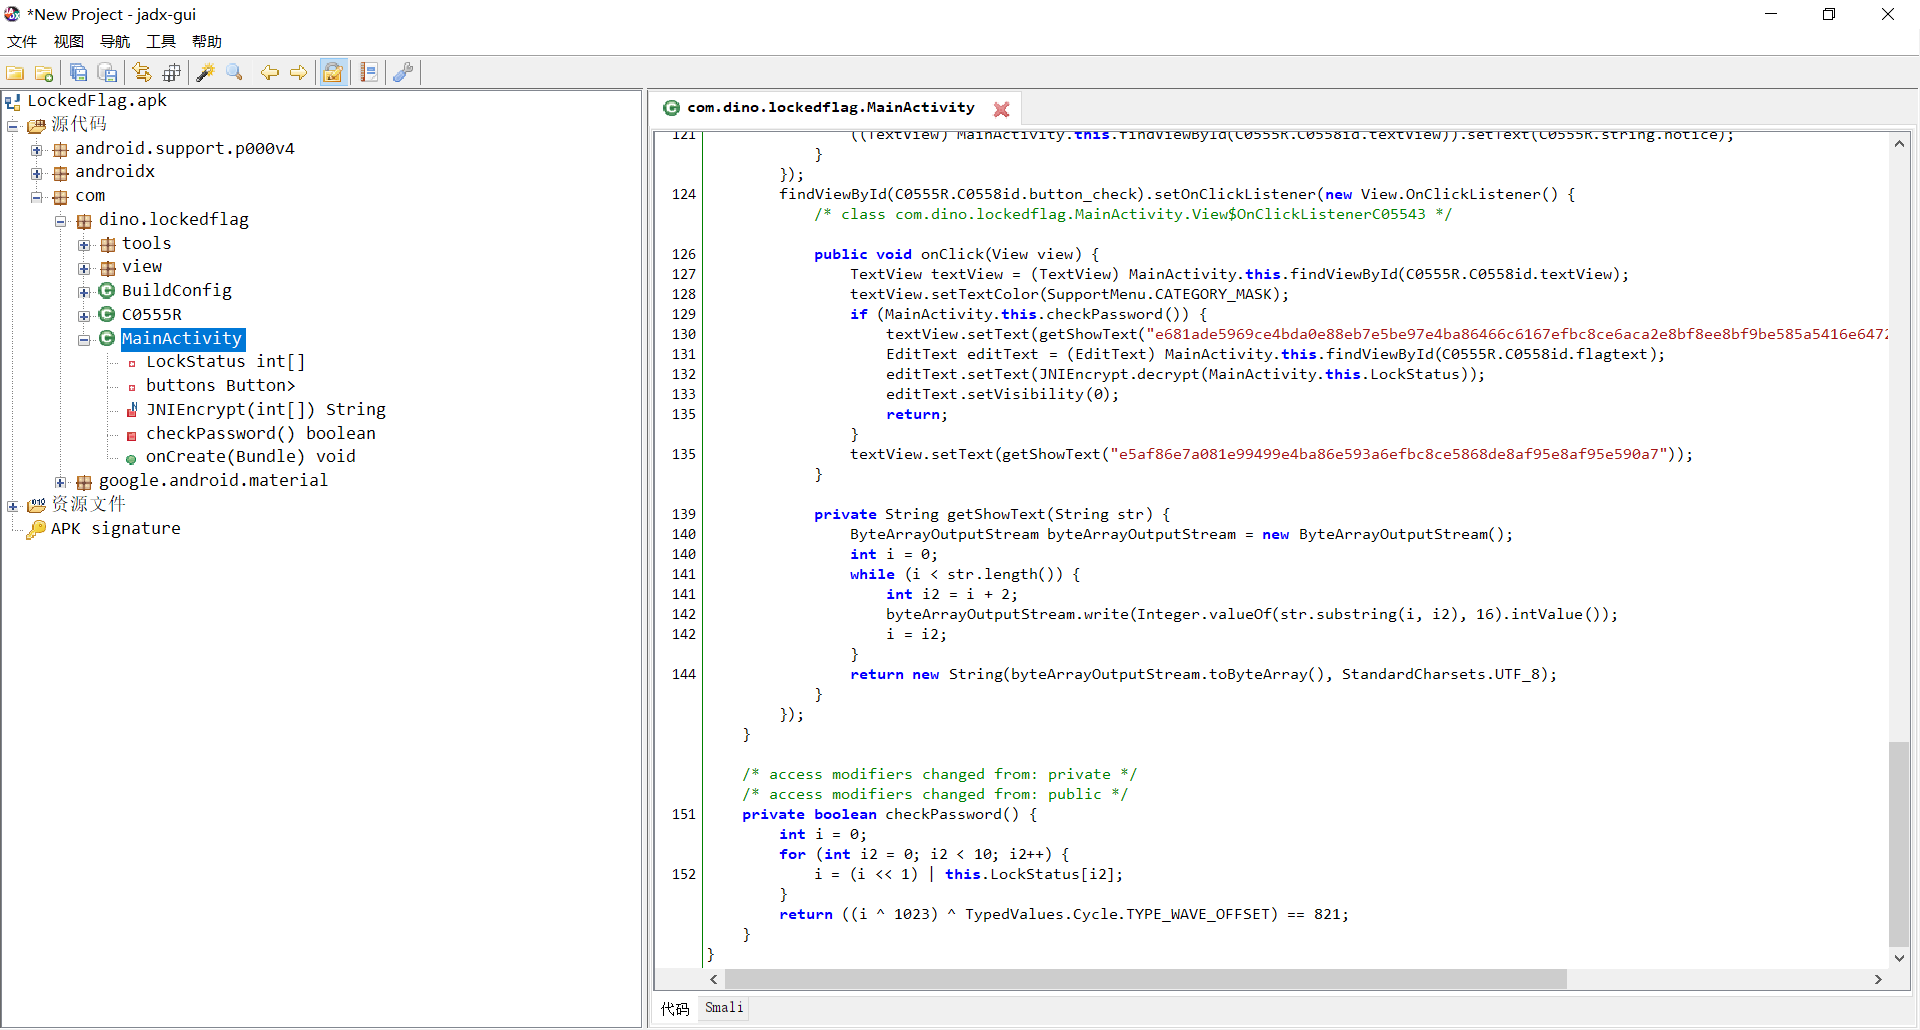 *New Project - jadx-gui
文件 视图 导航 工具 帮助
LockedFlag.apk
源代码
android.support.p000v4
androidx
com
dino.lockedflag
tools
view
BuildConfig
C0555R
MainActivity
LockStatus int[]
buttons Button>
JNIEncrypt(int[]) String
checkPassword() boolean
onCreate(Bundle) void
google.android.material
资源文件
APK signature
com.dino.lockedflag.MainActivity
121 ((TextView) MainActivity.this.findViewById(C0555R.C0558id.textView)).setText(C0555R.string.notice);
}
});
124 findViewById(C0555R.C0558id.button_check).setOnClickListener(new View.OnClickListener() {
/* class com.dino.lockedflag.MainActivity.View$OnClickListenerC05543 */
126 public void onClick(View view) {
127 TextView textView = (TextView) MainActivity.this.findViewById(C0555R.C0558id.textView);
128 textView.setTextColor(SupportMenu.CATEGORY_MASK);
129 if (MainActivity.this.checkPassword()) {
130 textView.setText(getShowText("e681ade5969ce4bda0e88eb7e5be97e4ba86466c6167efbc8ce6aca2e8bf8ee8bf9be585a5416e6472
131 EditText editText = (EditText) MainActivity.this.findViewById(C0555R.C0558id.flagtext);
132 editText.setText(JNIEncrypt.decrypt(MainActivity.this.LockStatus));
133 editText.setVisibility(0);
135 return;
}
135 textView.setText(getShowText("e5af86e7a081e99499e4ba86e593a6efbc8ce5868de8af95e8af95e590a7"));
}
139 private String getShowText(String str) {
140 ByteArrayOutputStream byteArrayOutputStream = new ByteArrayOutputStream();
140 int i = 0;
141 while (i < str.length()) {
141 int i2 = i + 2;
142 byteArrayOutputStream.write(Integer.valueOf(str.substring(i, i2), 16).intValue());
142 i = i2;
}
144 return new String(byteArrayOutputStream.toByteArray(), StandardCharsets.UTF_8);
}
});
}
/* access modifiers changed from: private */
/* access modifiers changed from: public */
151 private boolean checkPassword() {
int i = 0;
for (int i2 = 0; i2 < 10; i2++) {
152 i = (i << 1) | this.LockStatus[i2];
}
return ((i ^ 1023) ^ TypedValues.Cycle.TYPE_WAVE_OFFSET) == 821;
}
}
代码 Smali